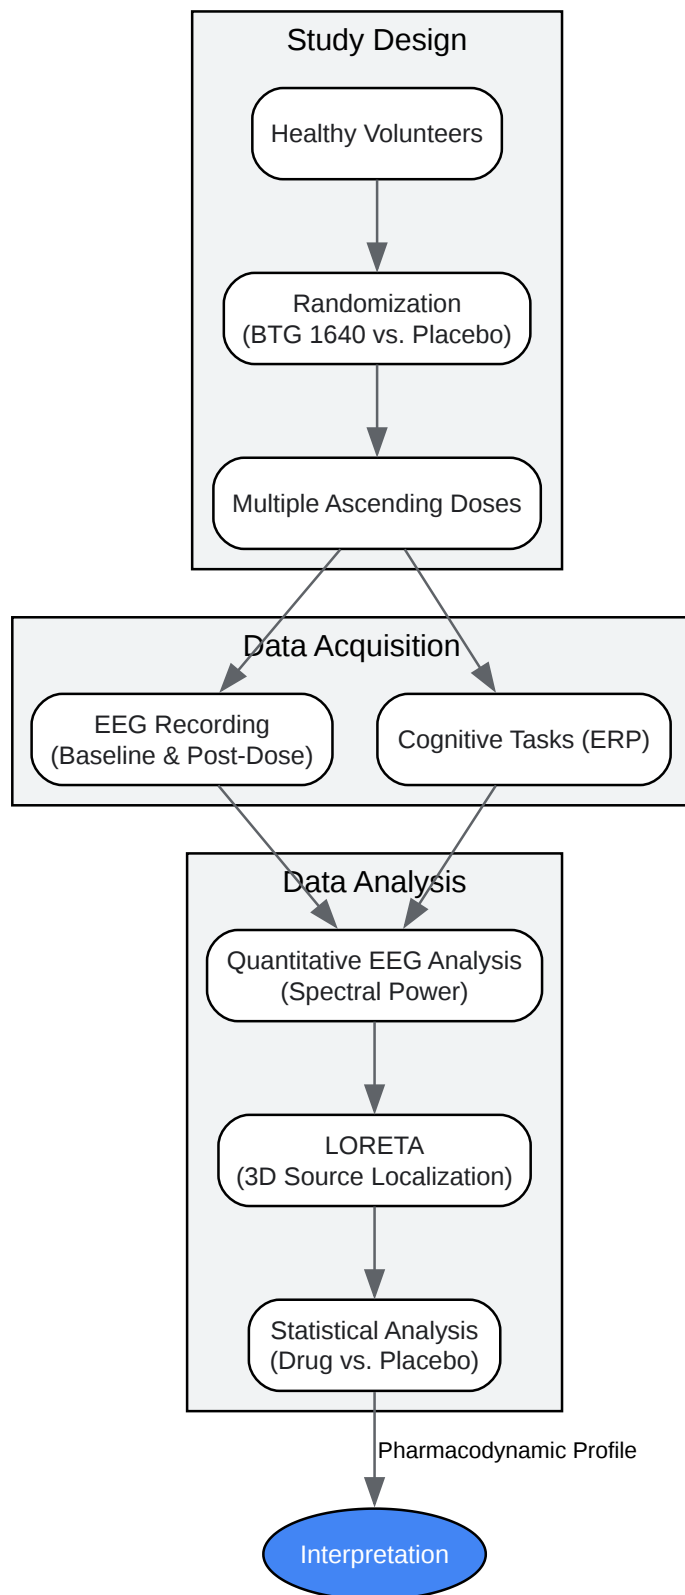 Study Design
Healthy Volunteers
Randomization
(BTG 1640 vs. Placebo)
Multiple Ascending Doses
Data Acquisition
EEG Recording
(Baseline & Post-Dose)
Cognitive Tasks (ERP)
Data Analysis
Quantitative EEG Analysis
(Spectral Power)
LORETA
(3D Source Localization)
Statistical Analysis
(Drug vs. Placebo)
Pharmacodynamic Profile
Interpretation